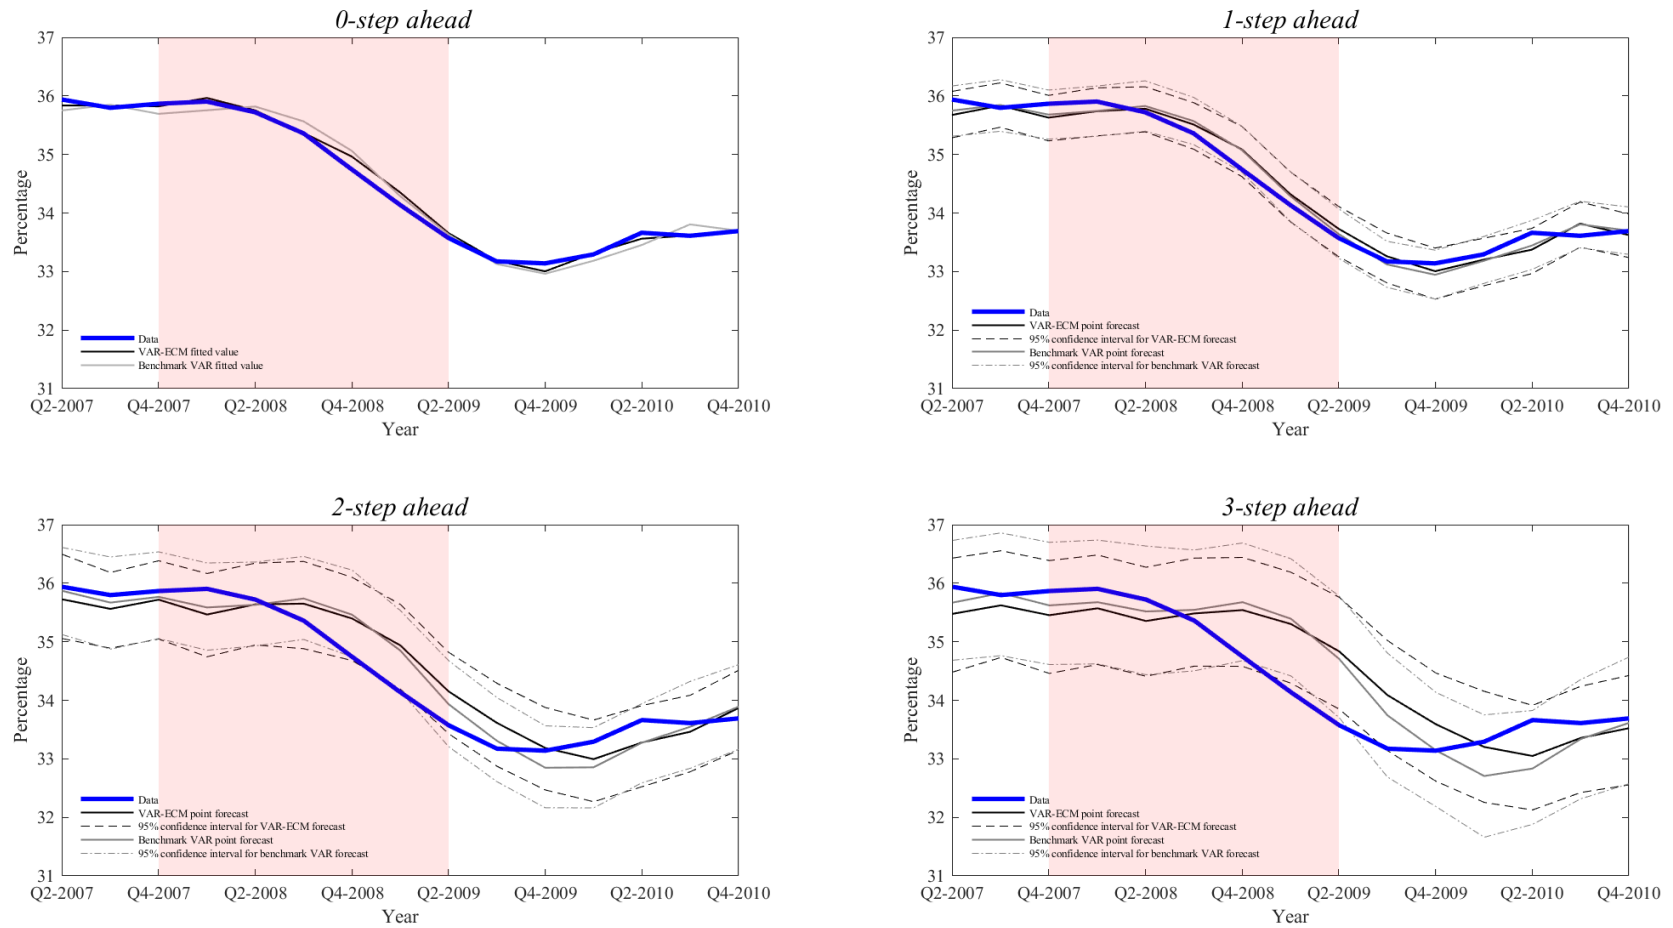 0-step ahead
37
36
35
34
33
32
31
Percentage
Data
VAR-ECM fitted value
Benchmark VAR fitted value
Q2-2007 Q4-2007 Q2-2008 Q4-2008 Q2-2009 Q4-2009 Q2-2010 Q4-2010
Year
1-step ahead
37
36
35
34
33
32
31
Percentage
Data
VAR-ECM point forecast
95% confidence interval for VAR-ECM forecast
Benchmark VAR point forecast
95% confidence interval for benchmark VAR forecast
Q2-2007 Q4-2007 Q2-2008 Q4-2008 Q2-2009 Q4-2009 Q2-2010 Q4-2010
Year
2-step ahead
37
36
35
34
33
32
31
Percentage
Data
VAR-ECM point forecast
95% confidence interval for VAR-ECM forecast
Benchmark VAR point forecast
95% confidence interval for benchmark VAR forecast
Q2-2007 Q4-2007 Q2-2008 Q4-2008 Q2-2009 Q4-2009 Q2-2010 Q4-2010
Year
3-step ahead
37
36
35
34
33
32
31
Percentage
Data
VAR-ECM point forecast
95% confidence interval for VAR-ECM forecast
Benchmark VAR point forecast
95% confidence interval for benchmark VAR forecast
Q2-2007 Q4-2007 Q2-2008 Q4-2008 Q2-2009 Q4-2009 Q2-2010 Q4-2010
Year